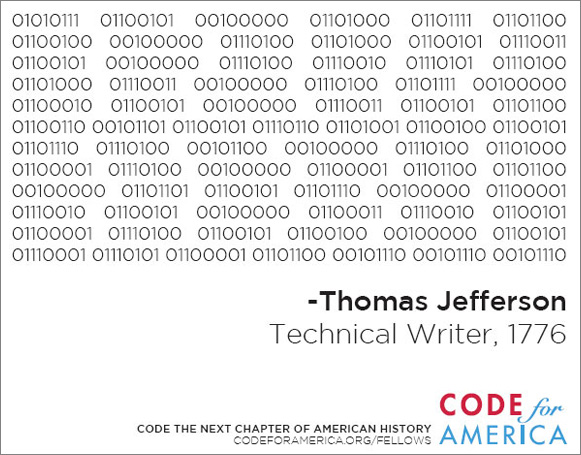 01010111 01100101 00100000 01101000 01101111 01101100
01100100 00100000 01110100 01101000 01100101 01110011
01100101 00100000 01110100 01110010 01110101 01110100
01101000 01110011 00100000 01110100 01101111 00100000
01100010 01100101 00100000 01110011 01100101 01101100
01100110 00101101 01100101 01110110 01101001 01100100 01100101
01101110 01110100 00101100 00100000 01110100 01101000
01100001 01110100 00100000 01100001 01101100 01101100
00100000 01101101 01100101 01101110 00100000 01100001
01110010 01100101 00100000 01100011 01110010 01100101
01100001 01110100 01100101 01100100 00100000 01100101
01110001 01110101 01100001 01101100 00101110 00101110 00101110
-Thomas Jefferson
Technical Writer, 1776
CODE for
AMERICA
CODE THE NEXT CHAPTER OF AMERICAN HISTORY
CODEFORAMERICA.ORG/FELLOWS